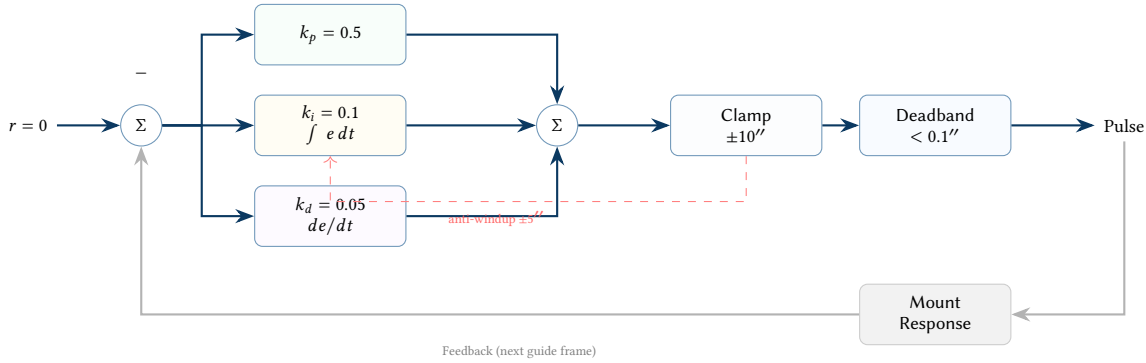 k_p = 0.5
−
r = 0
Σ
k_i = 0.1
∫ e dt
Σ
Clamp
±10″
Deadband
< 0.1″
Pulse
k_d = 0.05
de/dt
anti-windup ±5″
Mount
Response
Feedback (next guide frame)